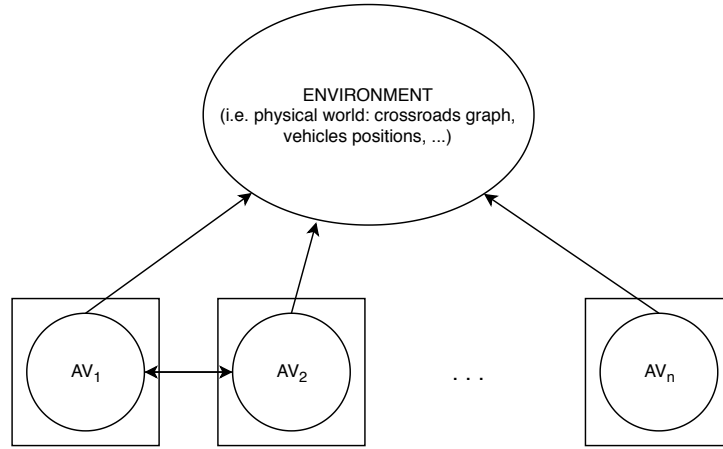 ENVIRONMENT
(i.e. physical world: crossroads graph,
vehicles positions, ...)
AV₁
AV₂
. . .
AVₙ